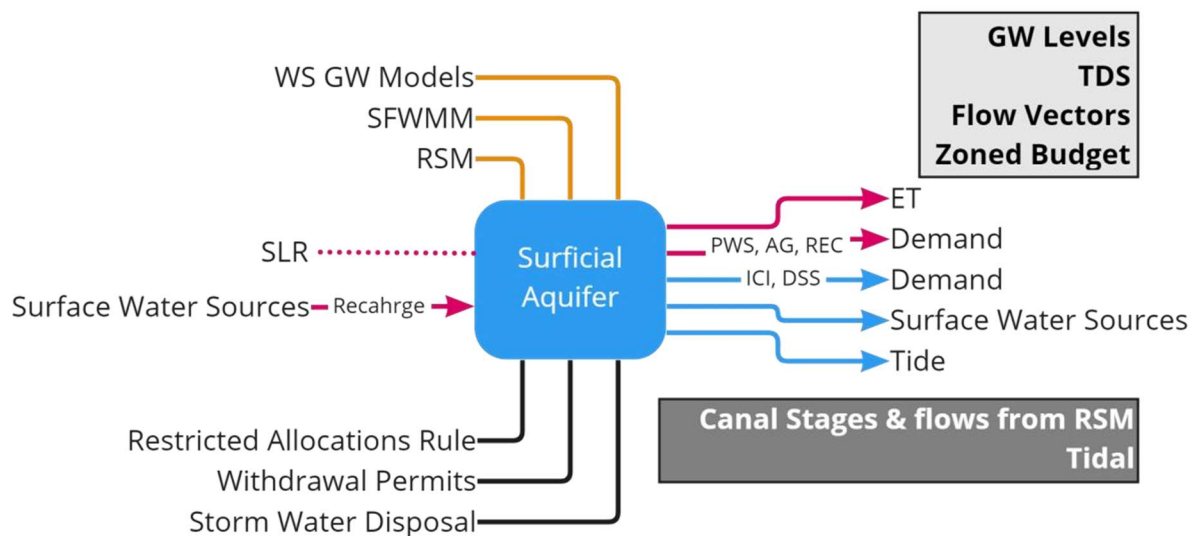 GW Levels
TDS
Flow Vectors
Zoned Budget
WS GW Models
SFWMM
RSM
SLR
Surface Water Sources
Recahrge
Surficial
Aquifer
ET
PWS, AG, REC
Demand
ICI, DSS
Demand
Surface Water Sources
Tide
Canal Stages & flows from RSM
Tidal
Restricted Allocations Rule
Withdrawal Permits
Storm Water Disposal